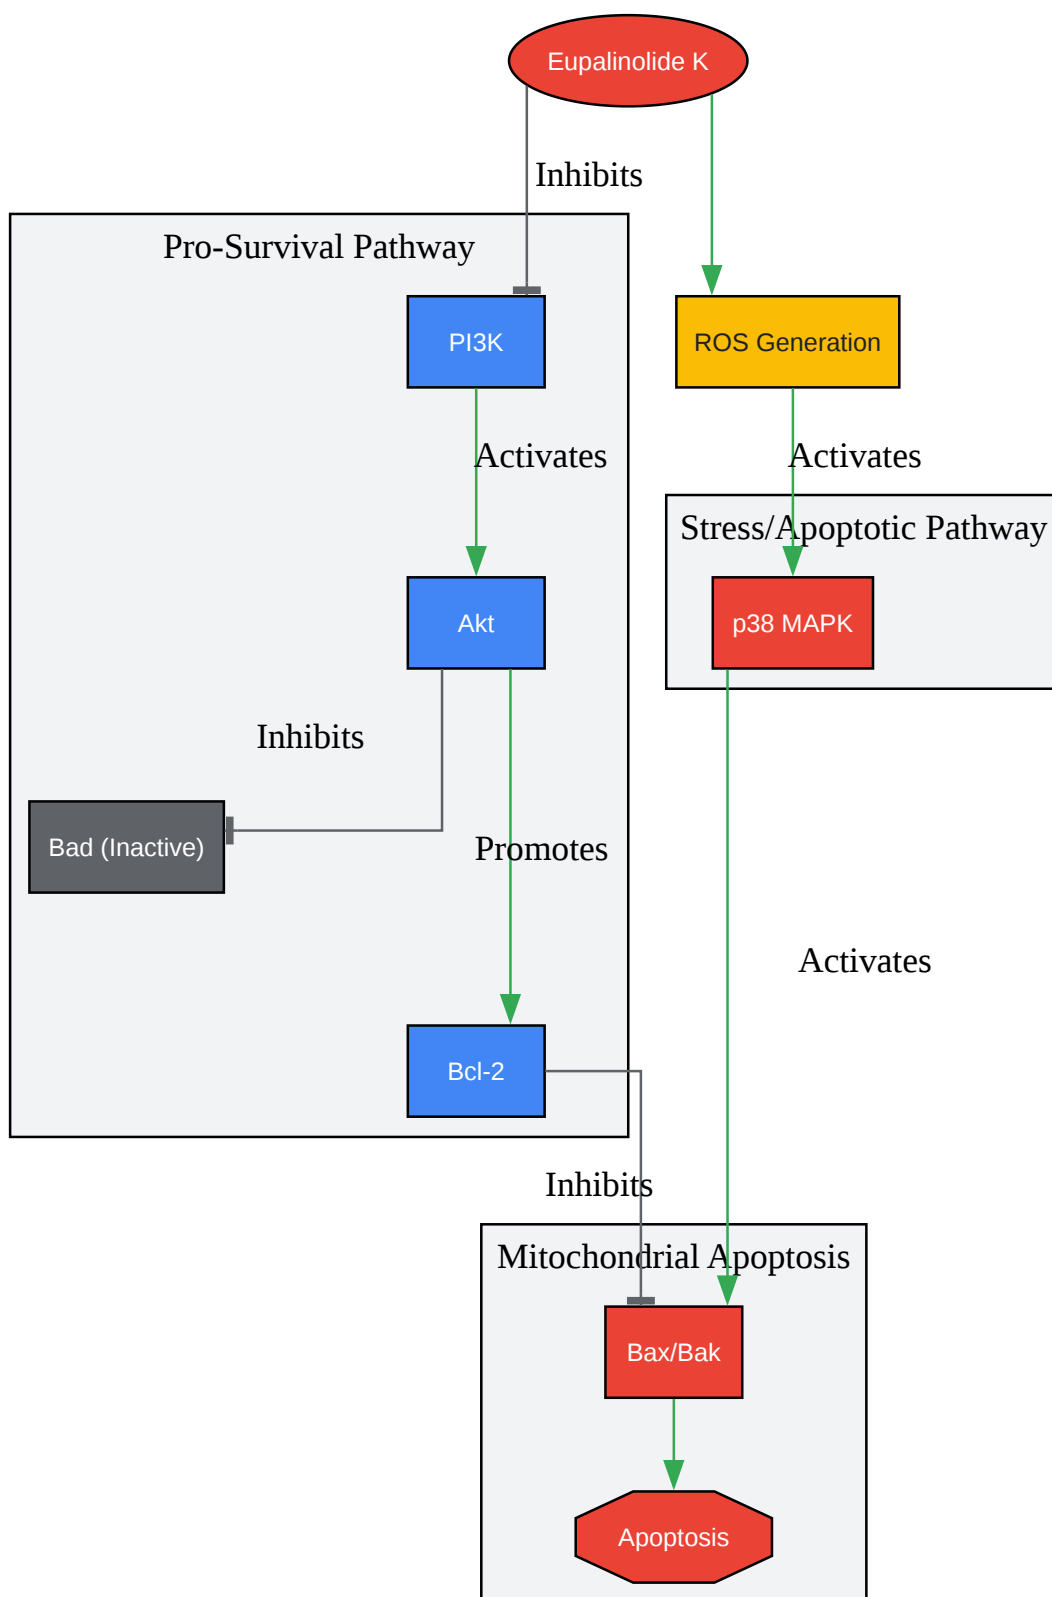 Eupalinolide K
Inhibits
Pro-Survival Pathway
PI3K
ROS Generation
Activates
Activates
Stress/Apoptotic Pathway
Akt
p38 MAPK
Inhibits
Bad (Inactive)
Promotes
Activates
Bcl-2
Inhibits
Mitochondrial Apoptosis
Bax/Bak
Apoptosis